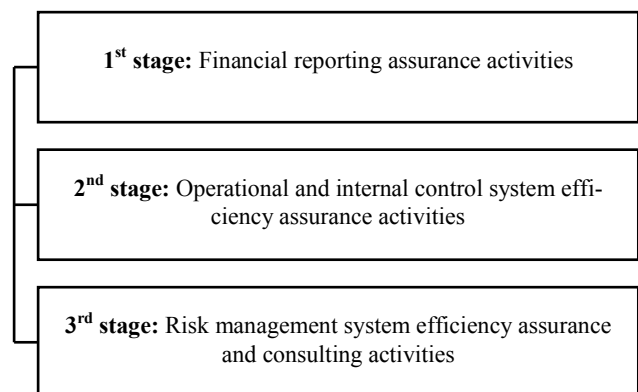 1st stage: Financial reporting assurance activities
2nd stage: Operational and internal control system effi-
ciency assurance activities
3rd stage: Risk management system efficiency assurance
and consulting activities